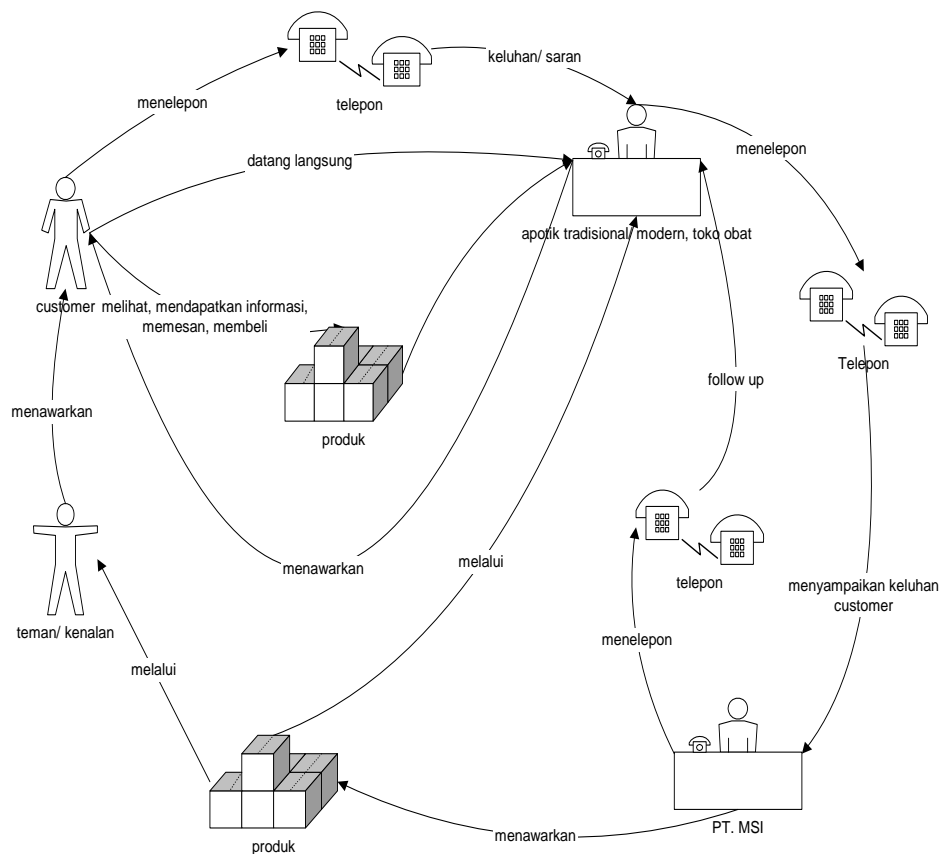 keluhan/ saran
telepon
menelepon
menelepon
datang langsung
apotik tradisional/ modern, toko obat
customer melihat, mendapatkan informasi,
memesan, membeli
Telepon
follow up
menawarkan
produk
menawarkan
melalui
telepon
menyampaikan keluhan
customer
teman/ kenalan
menelepon
melalui
PT. MSI
menawarkan
produk